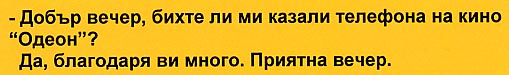 - Добър вечер, бихте ли ми казали телефона на кино
“Одеон”?
Да, благодаря ви много. Приятна вечер.